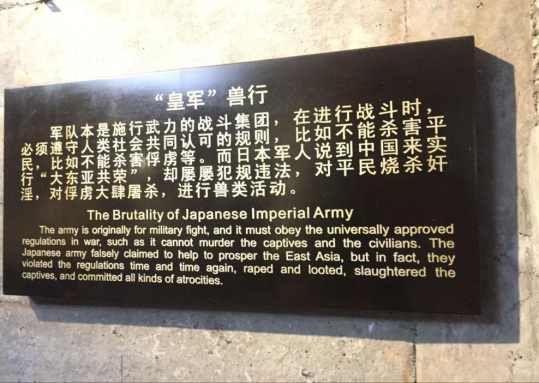 “皇军”兽行
军队本是施行武力的战斗集团，在进行战斗时，
必须遵守人类社会共同认可的规则，比如不能杀害平
民，比如不能杀害俘虏等。而日本军人说到中国来实
行“大东亚共荣”，却屡屡犯规违法，对平民烧杀奸
淫，对俘虏大肆屠杀，进行兽类活动。
The Brutality of Japanese Imperial Army
The army is originally for military fight, and it must obey the universally approved
regulations in war, such as it cannot murder the captives and the civilians. The
Japanese army falsely claimed to help to prosper the East Asia, but in fact, they
violated the regulations time and time again, raped and looted, slaughtered the
captives, and committed all kinds of atrocities.